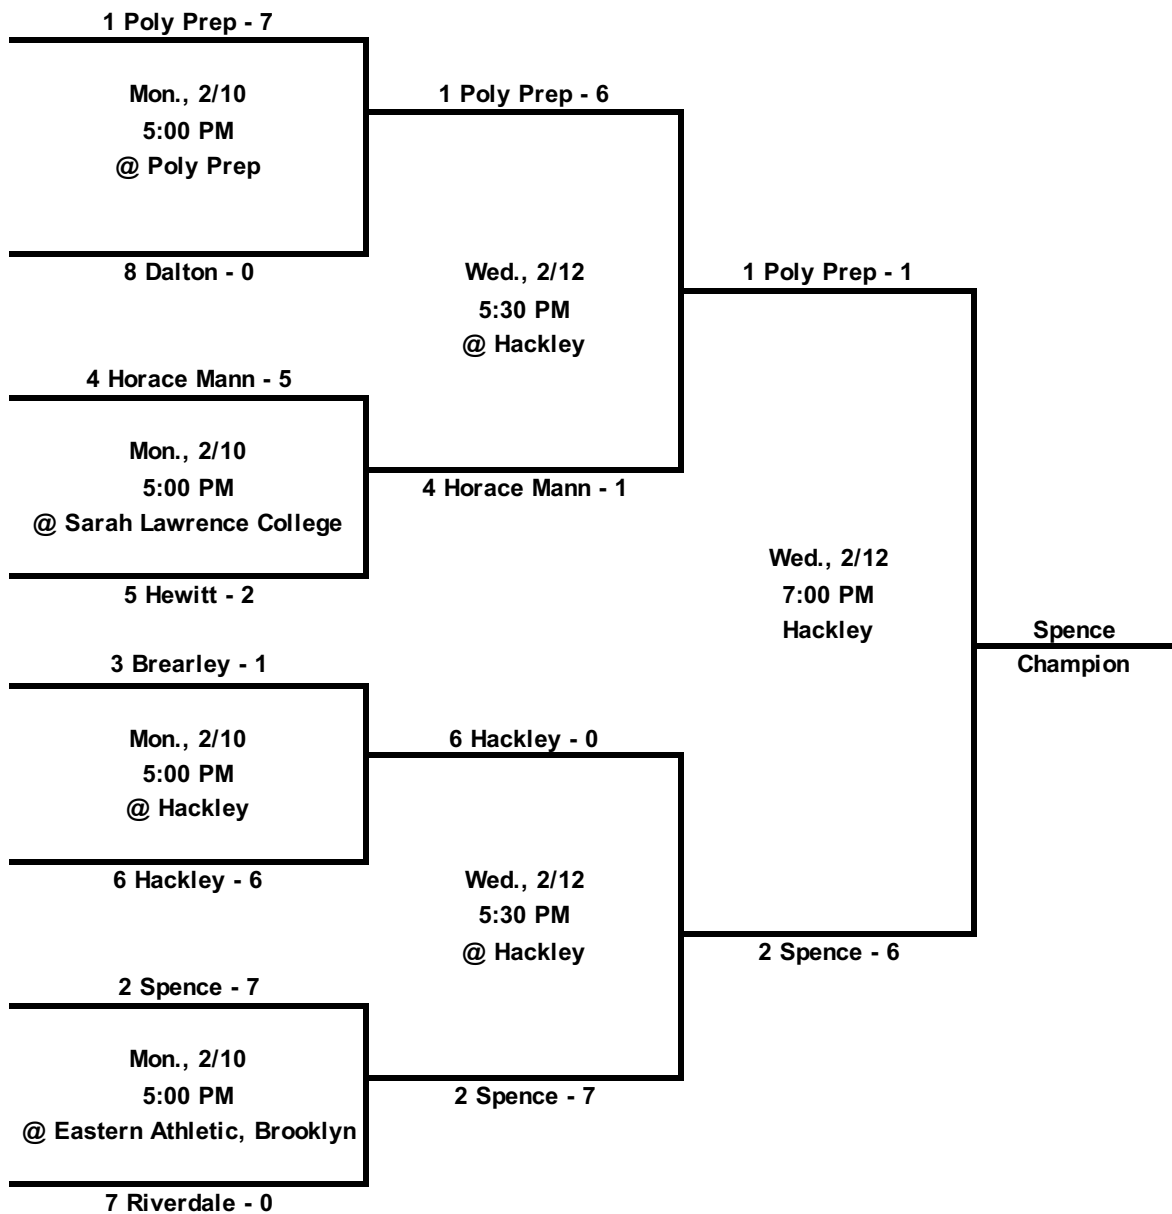 1 Poly Prep - 7
Mon., 2/10
5:00 PM
@ Poly Prep
8 Dalton - 0
4 Horace Mann - 5
Mon., 2/10
5:00 PM
@ Sarah Lawrence College
5 Hewitt - 2
3 Brearley - 1
Mon., 2/10
5:00 PM
@ Hackley
6 Hackley - 6
2 Spence - 7
Mon., 2/10
5:00 PM
@ Eastern Athletic, Brooklyn
7 Riverdale - 0
1 Poly Prep - 6
Wed., 2/12
5:30 PM
@ Hackley
4 Horace Mann - 1
6 Hackley - 0
Wed., 2/12
5:30 PM
@ Hackley
2 Spence - 7
1 Poly Prep - 1
Wed., 2/12
7:00 PM
Hackley
2 Spence - 6
Spence
Champion